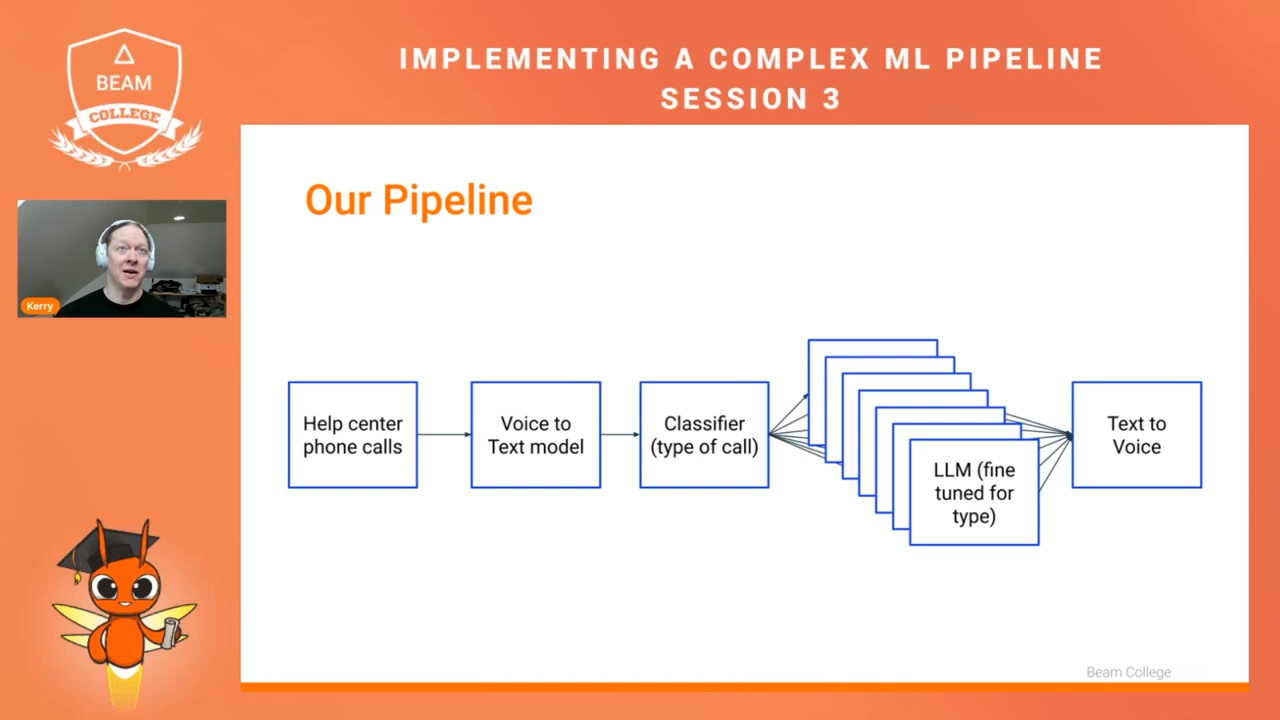 BEAM
COLLEGE
IMPLEMENTING A COMPLEX ML PIPELINE
SESSION 3
Kerry
Our Pipeline
Help center
phone calls
Voice to
Text model
Classifier
(type of call)
LLM (fine
tuned for
type)
Text to
Voice
Beam College